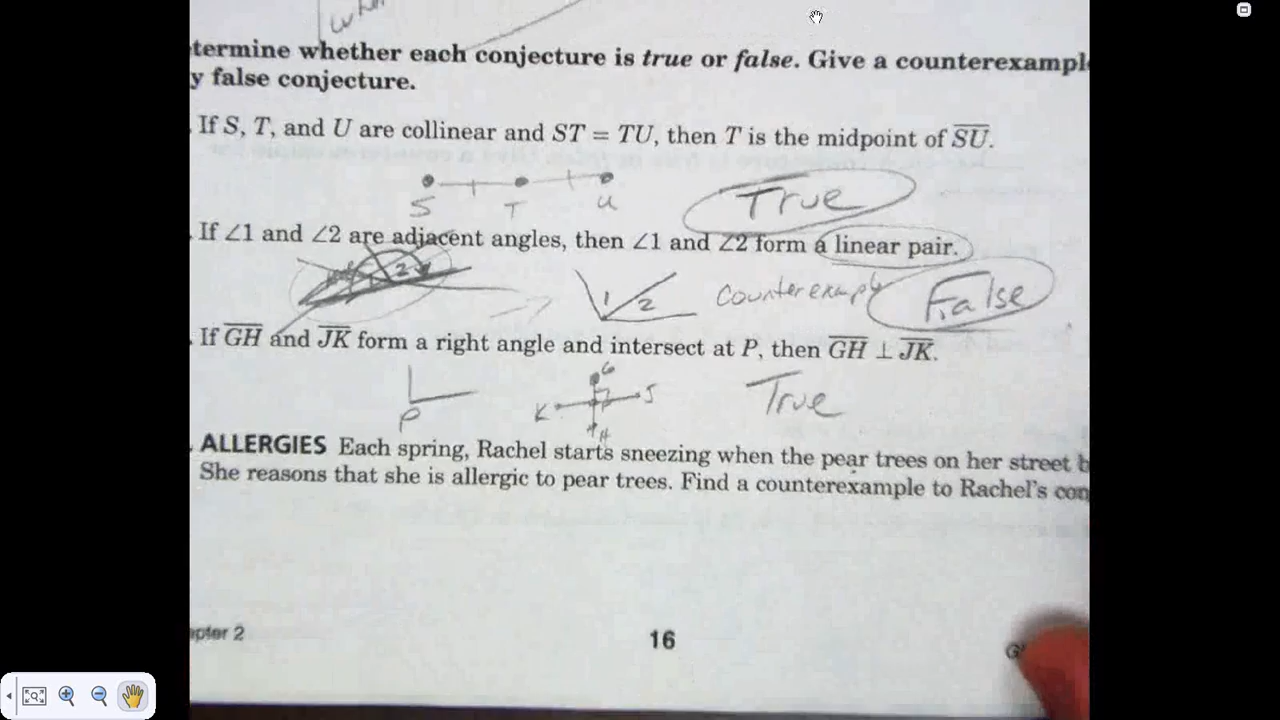 termine whether each conjecture is true or false. Give a counterexampl
y false conjecture.
. If S, T, and U are collinear and ST = TU, then T is the midpoint of SU.
S T U True
. If ∠1 and ∠2 are adjacent angles, then ∠1 and ∠2 form a linear pair.
2 1 2 Counterexample False
. If GH and JK form a right angle and intersect at P, then GH ⊥ JK.
P K G J H True
. ALLERGIES Each spring, Rachel starts sneezing when the pear trees on her street b
She reasons that she is allergic to pear trees. Find a counterexample to Rachel's con
apter 2 16 G